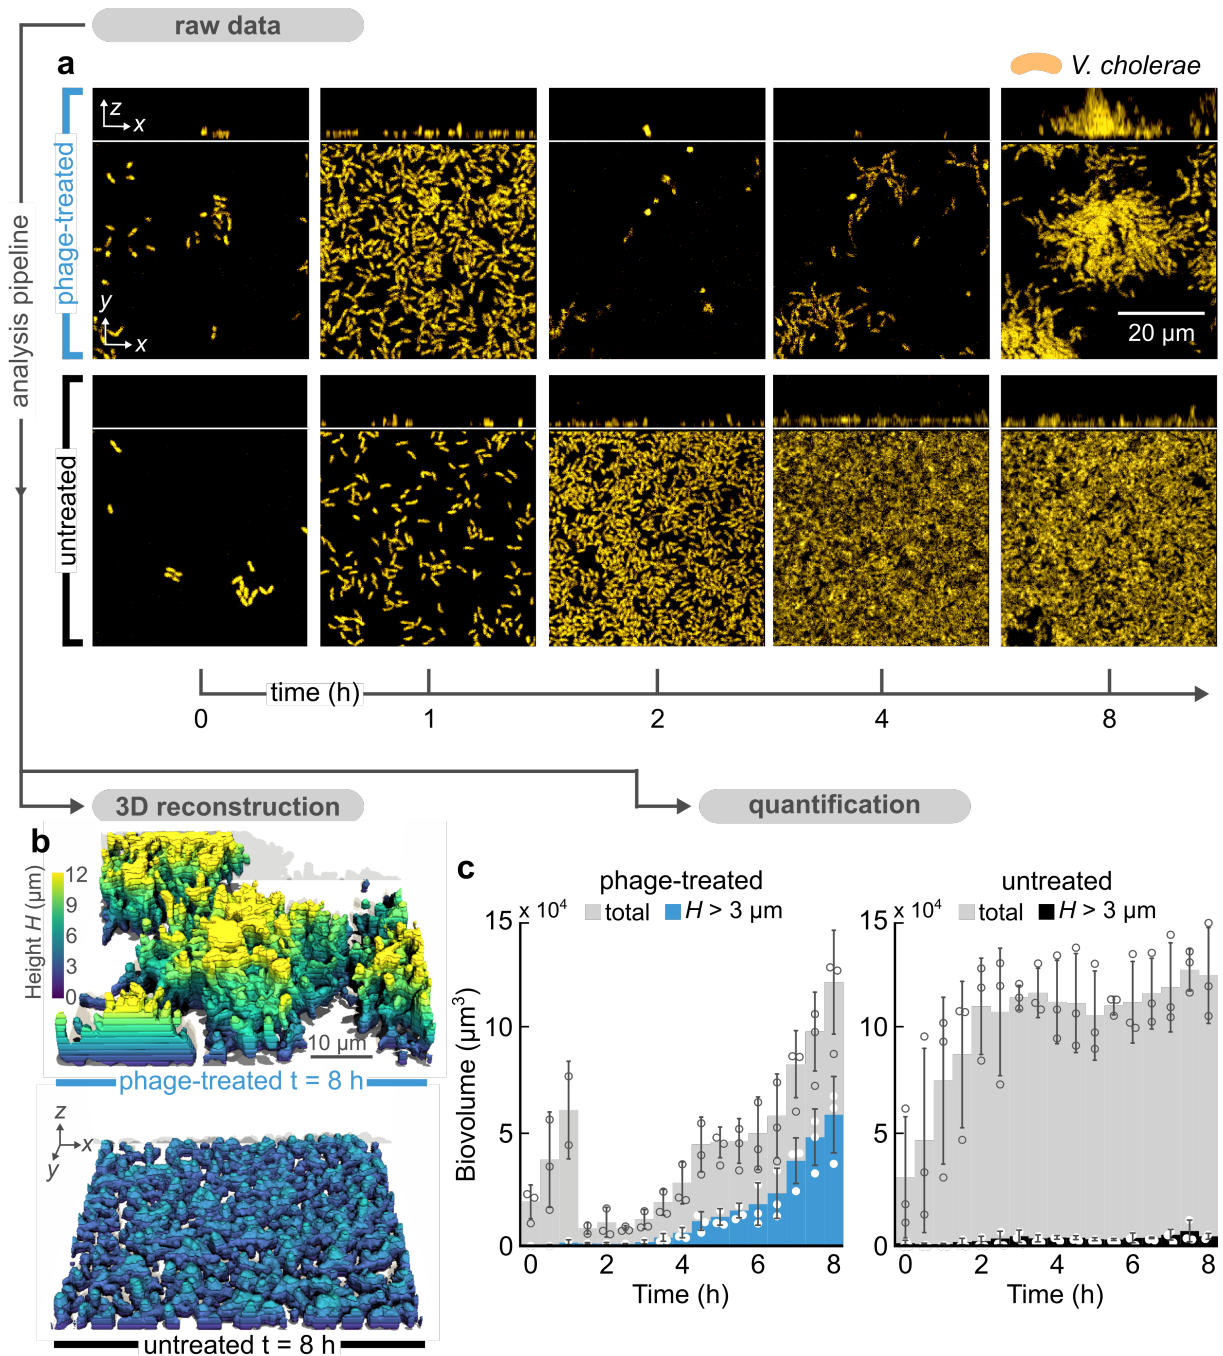 raw data
a
V. cholerae
analysis pipeline
phage-treated
z
x
y
x
20 µm
untreated
time (h)
0 1 2 4 8
3D reconstruction
quantification
b
Height H (µm)
12
9
6
3
0
10 µm
phage-treated t = 8 h
z
x
y
untreated t = 8 h
c
phage-treated
total H > 3 µm
x 10⁴
15
10
5
0
Biovolume (µm³)
0 2 4 6 8
Time (h)
untreated
total H > 3 µm
x 10⁴
15
10
5
0
0 2 4 6 8
Time (h)